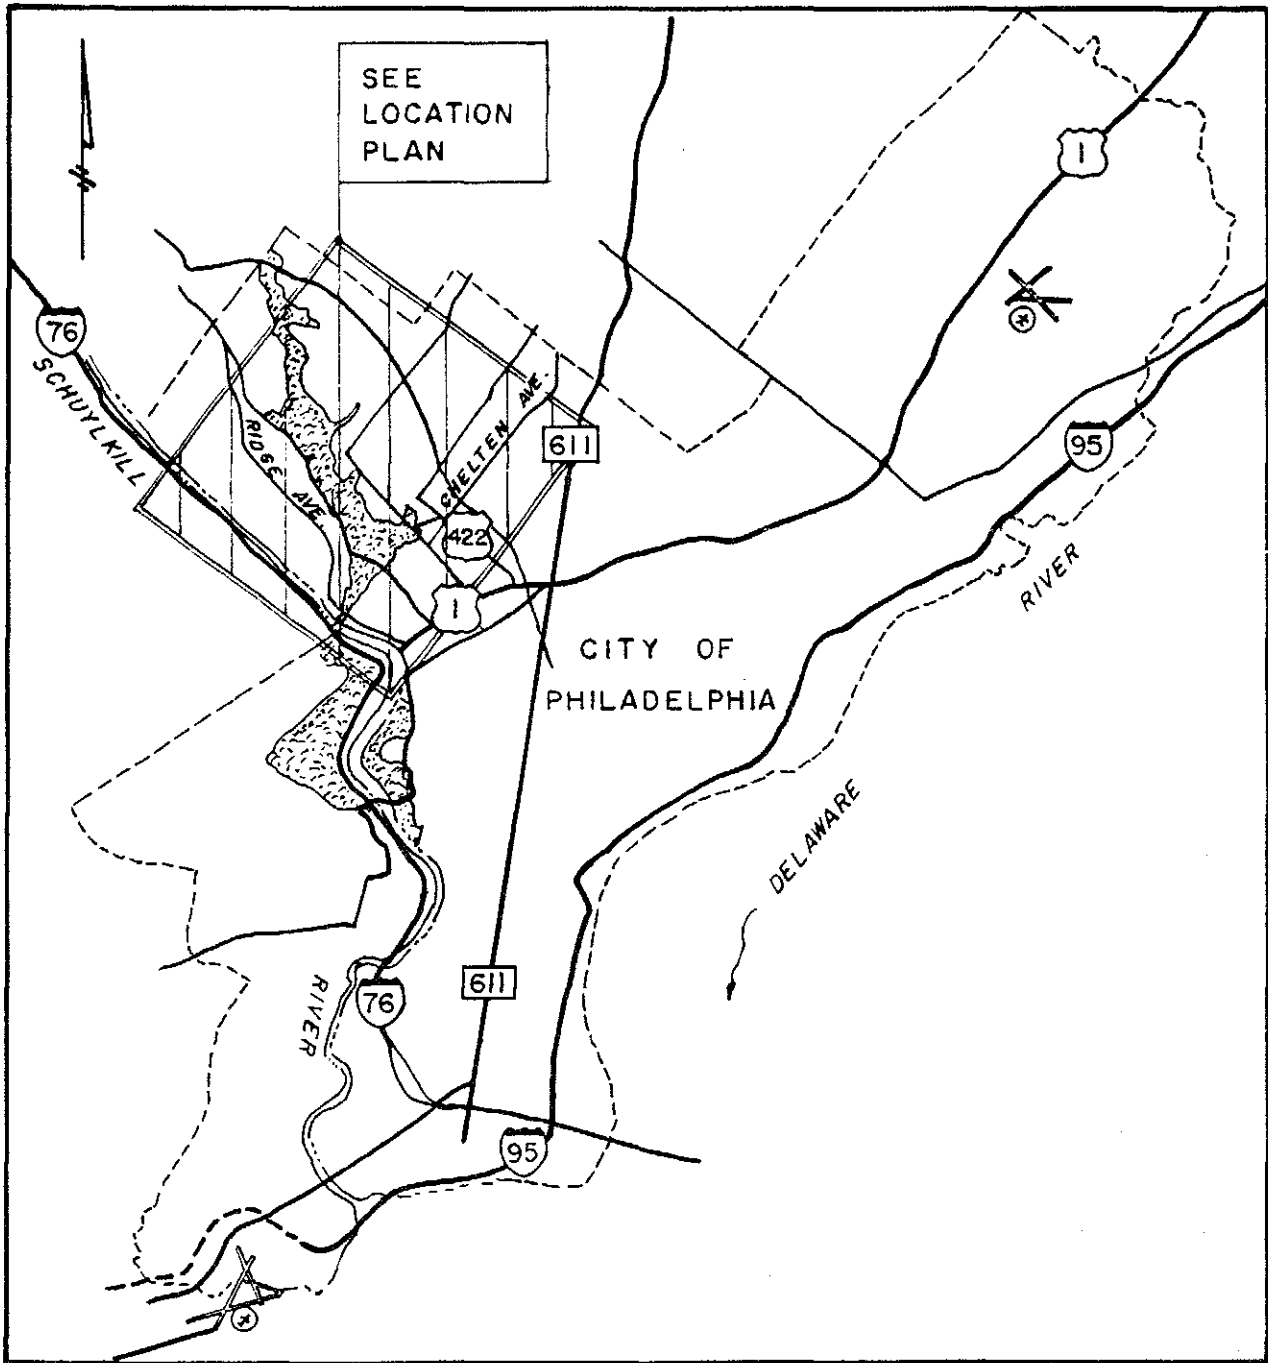 SEE
LOCATION
PLAN
1
76
SCHUYLKILL
RIDGE AVE.
CHELTEN AVE.
611
95
422
1
RIVER
CITY OF
PHILADELPHIA
DELAWARE
RIVER
76
611
95